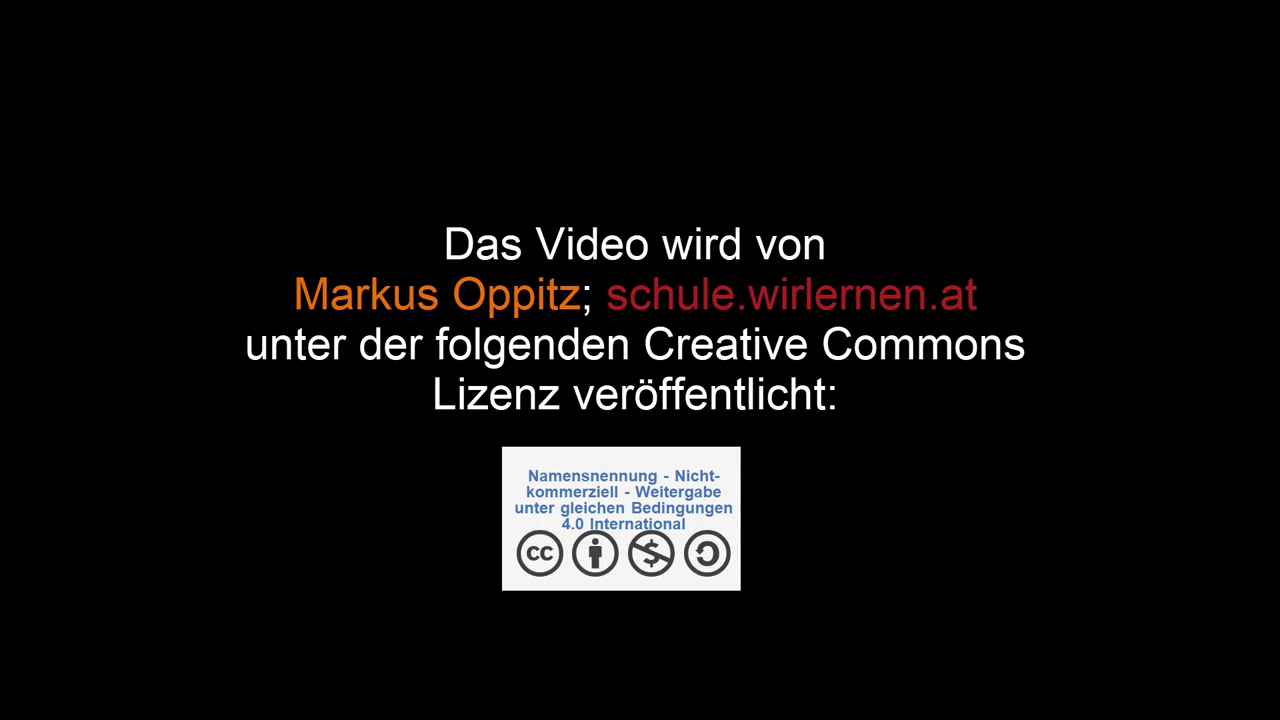 Das Video wird von
Markus Oppitz; schule.wirlernen.at
unter der folgenden Creative Commons
Lizenz veröffentlicht:
Namensnennung - Nicht-
kommerziell - Weitergabe
unter gleichen Bedingungen
4.0 International
cc